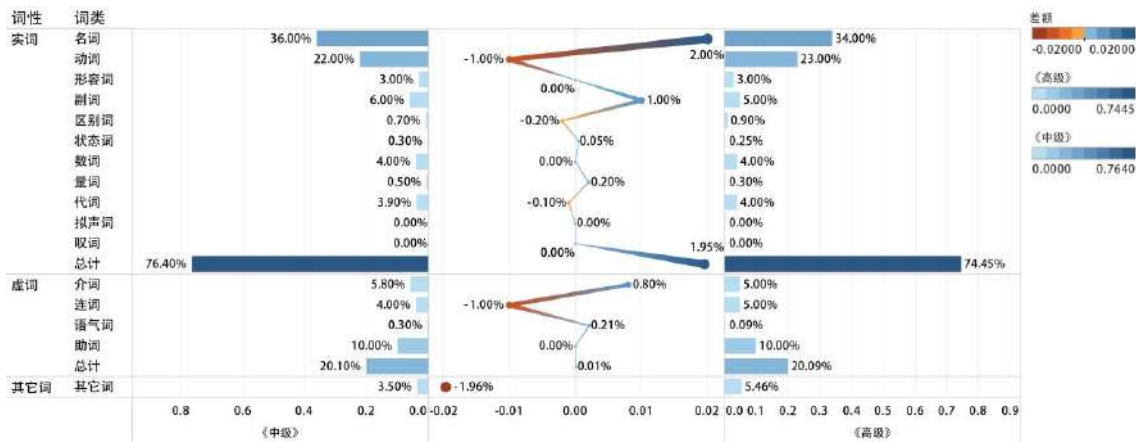 词性 词类
实词 名词 36.00% 2.00% 34.00%
动词 22.00% -1.00% 23.00%
形容词 3.00% 0.00% 3.00%
副词 6.00% 1.00% 5.00%
区别词 0.70% -0.20% 0.90%
状态词 0.30% 0.05% 0.25%
数词 4.00% 0.00% 4.00%
量词 0.50% 0.20% 0.30%
代词 3.90% -0.10% 4.00%
拟声词 0.00% 0.00% 0.00%
叹词 0.00% 0.00% 0.00%
总计 76.40% 1.95% 74.45%
虚词 介词 5.80% 0.80% 5.00%
连词 4.00% -1.00% 5.00%
语气词 0.30% 0.21% 0.09%
助词 10.00% 0.00% 10.00%
总计 20.10% 0.01% 20.09%
其它词 其它词 3.50% -1.96% 5.46%
0.8 0.6 0.4 0.2 0.0 -0.02 -0.01 0.00 0.01 0.02 0.0 0.1 0.2 0.3 0.4 0.5 0.6 0.7 0.8 0.9
《中级》 《高级》
差额
-0.02000 0.02000
《高级》
0.0000 0.7445
《中级》
0.0000 0.7640